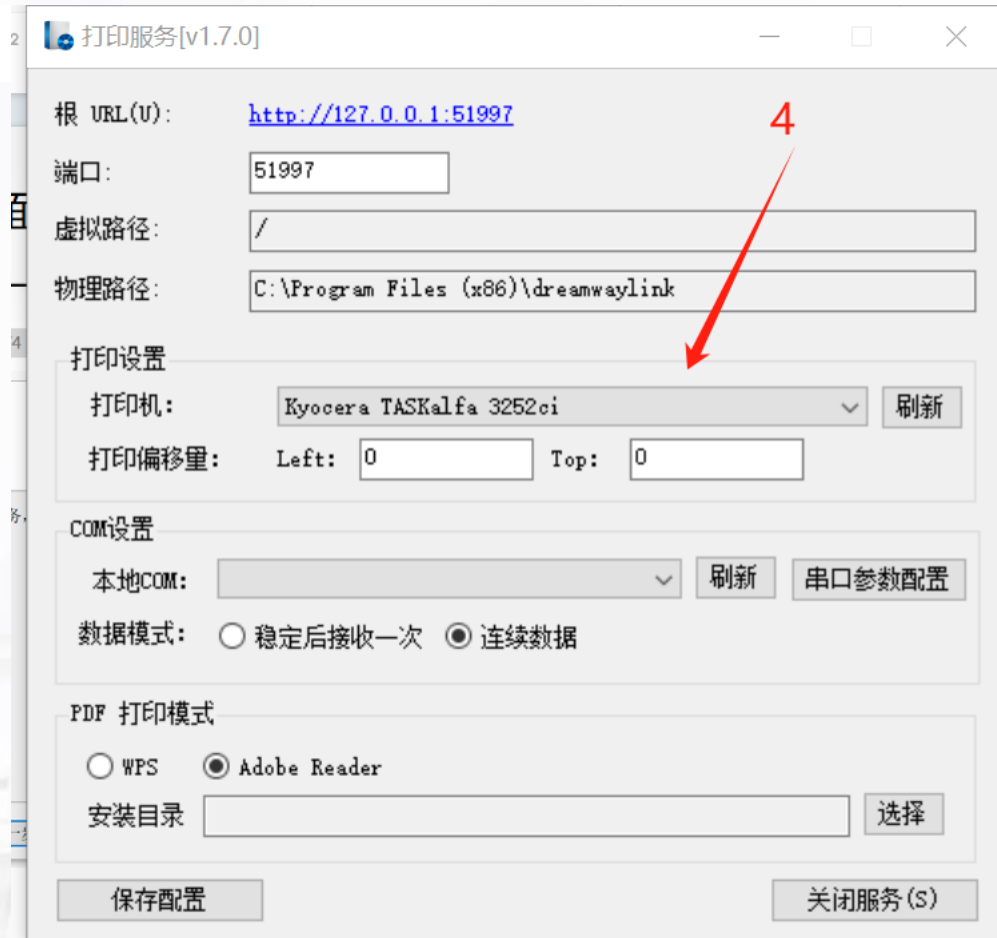 打印服务[v1.7.0]
根 URL(U): http://127.0.0.1:51997
4
端口: 51997
虚拟路径: /
物理路径: C:\Program Files (x86)\dreamwaylink
打印设置
打印机: Kyocera TASKalfa 3252ci 刷新
打印偏移量: Left: 0 Top: 0
COM设置
本地COM: 刷新 串口参数配置
数据模式: 稳定后接收一次 连续数据
PDF 打印模式
WPS Adobe Reader
安装目录 选择
保存配置 关闭服务(S)